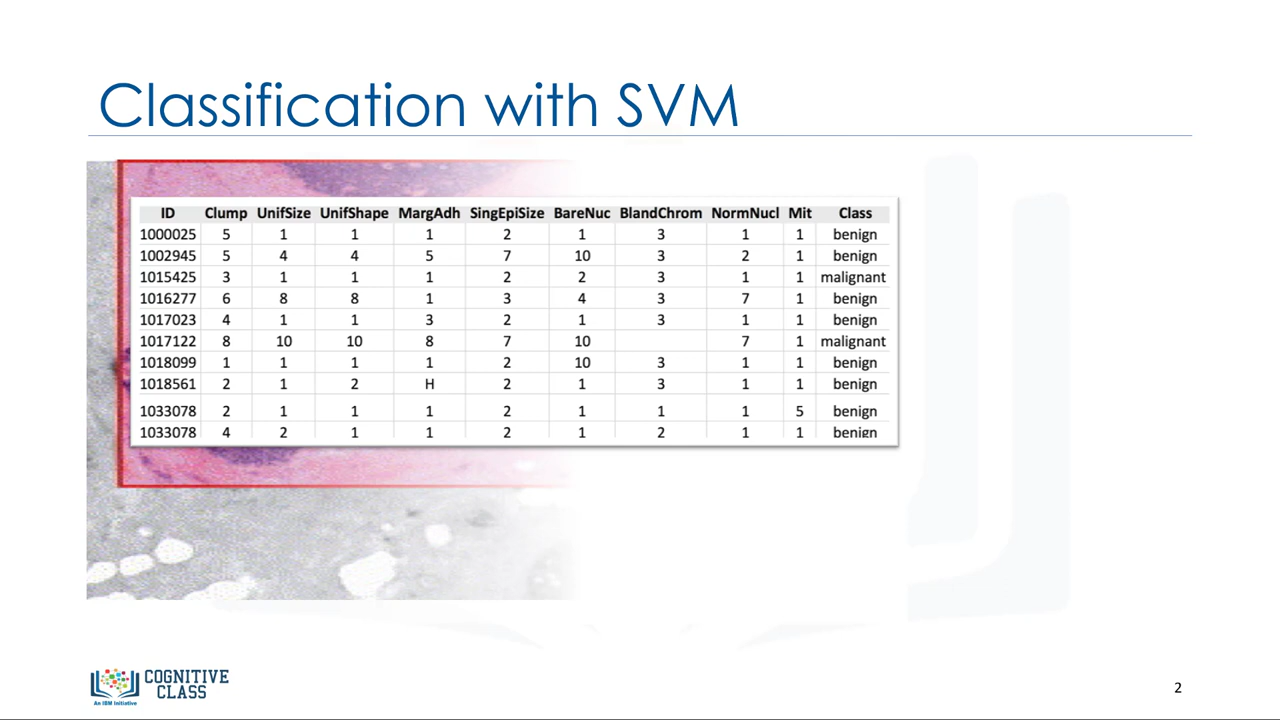 Classification with SVM
ID Clump UnifSize UnifShape MargAdh SingEpiSize BareNuc BlandChrom NormNucl Mit Class
1000025 5 1 1 1 2 1 3 1 1 benign
1002945 5 4 4 5 7 10 3 2 1 benign
1015425 3 1 1 1 2 2 3 1 1 malignant
1016277 6 8 8 1 3 4 3 7 1 benign
1017023 4 1 1 3 2 1 3 1 1 benign
1017122 8 10 10 8 7 10 7 1 malignant
1018099 1 1 1 1 2 10 3 1 1 benign
1018561 2 1 2 H 2 1 3 1 1 benign
1033078 2 1 1 1 2 1 1 1 5 benign
1033078 4 2 1 1 2 1 2 1 1 benign
COGNITIVE
CLASS
An IBM Initiative
2